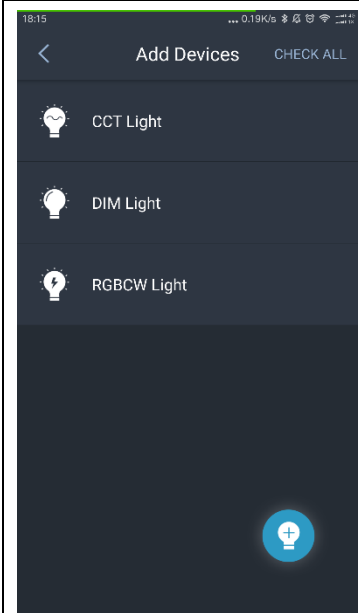 18:15
... 0.19K/s
Add Devices
CHECK ALL
CCT Light
DIM Light
RGBCW Light